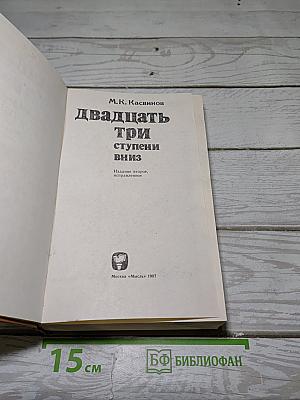 М. К. Касвинов
ДВАДЦАТЬ
ТРИ
СТУПЕНИ
ВНИЗ
Издание второе,
исправленное
Москва «Мысль» 1987
15 см
БФ БИБЛИОФАН